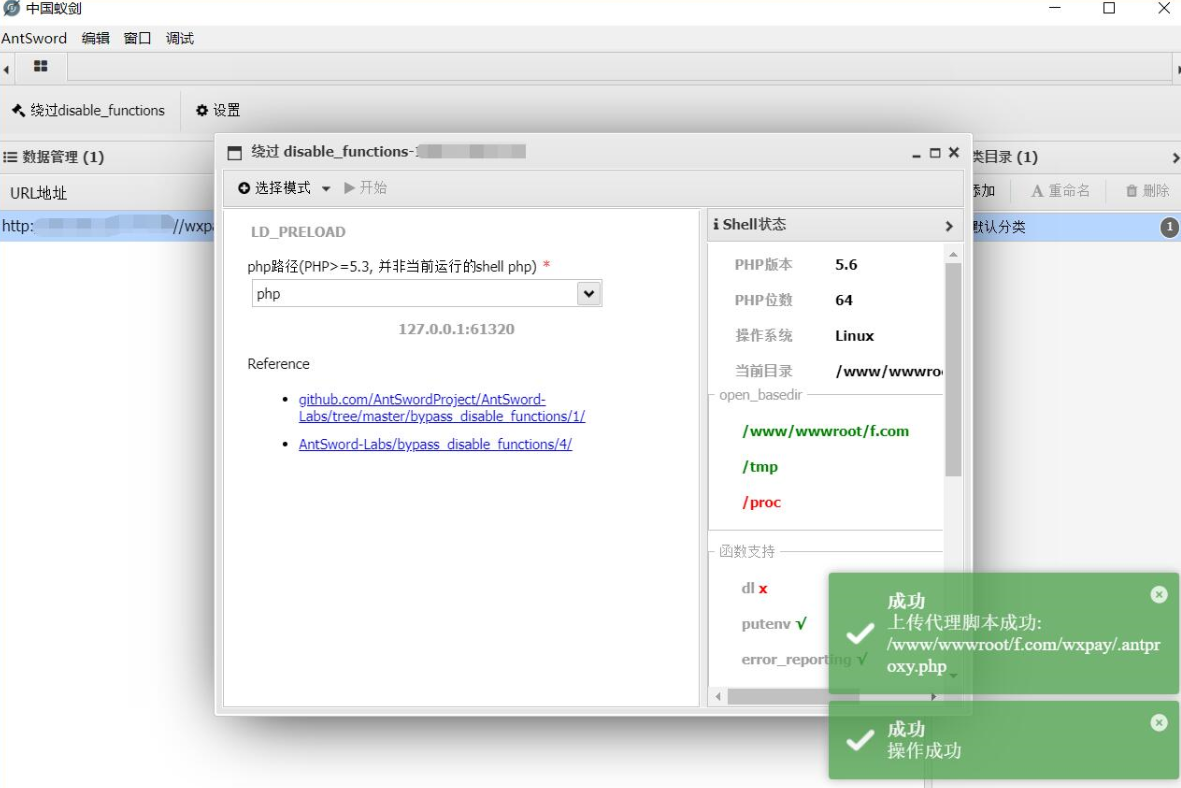 中国蚁剑
AntSword 编辑 窗口 调试
绕过disable_functions 设置
数据管理 (1)
URL地址
http: //wxpa
绕过 disable_functions-
选择模式 开始
LD_PRELOAD
php路径(PHP>=5.3, 并非当前运行的shell php) *
php
127.0.0.1:61320
Reference
github.com/AntSwordProject/AntSword-
Labs/tree/master/bypass_disable_functions/1/
AntSword-Labs/bypass_disable_functions/4/
Shell状态
PHP版本 5.6
PHP位数 64
操作系统 Linux
当前目录 /www/wwwro
open_basedir
/www/wwwroot/f.com
/tmp
/proc
函数支持
dl x
putenv √
error_reporting √
类目录 (1)
添加 A 重命名 删除
默认分类 1
成功
上传代理脚本成功:
/www/wwwroot/f.com/wxpay/.antpr
oxy.php
成功
操作成功